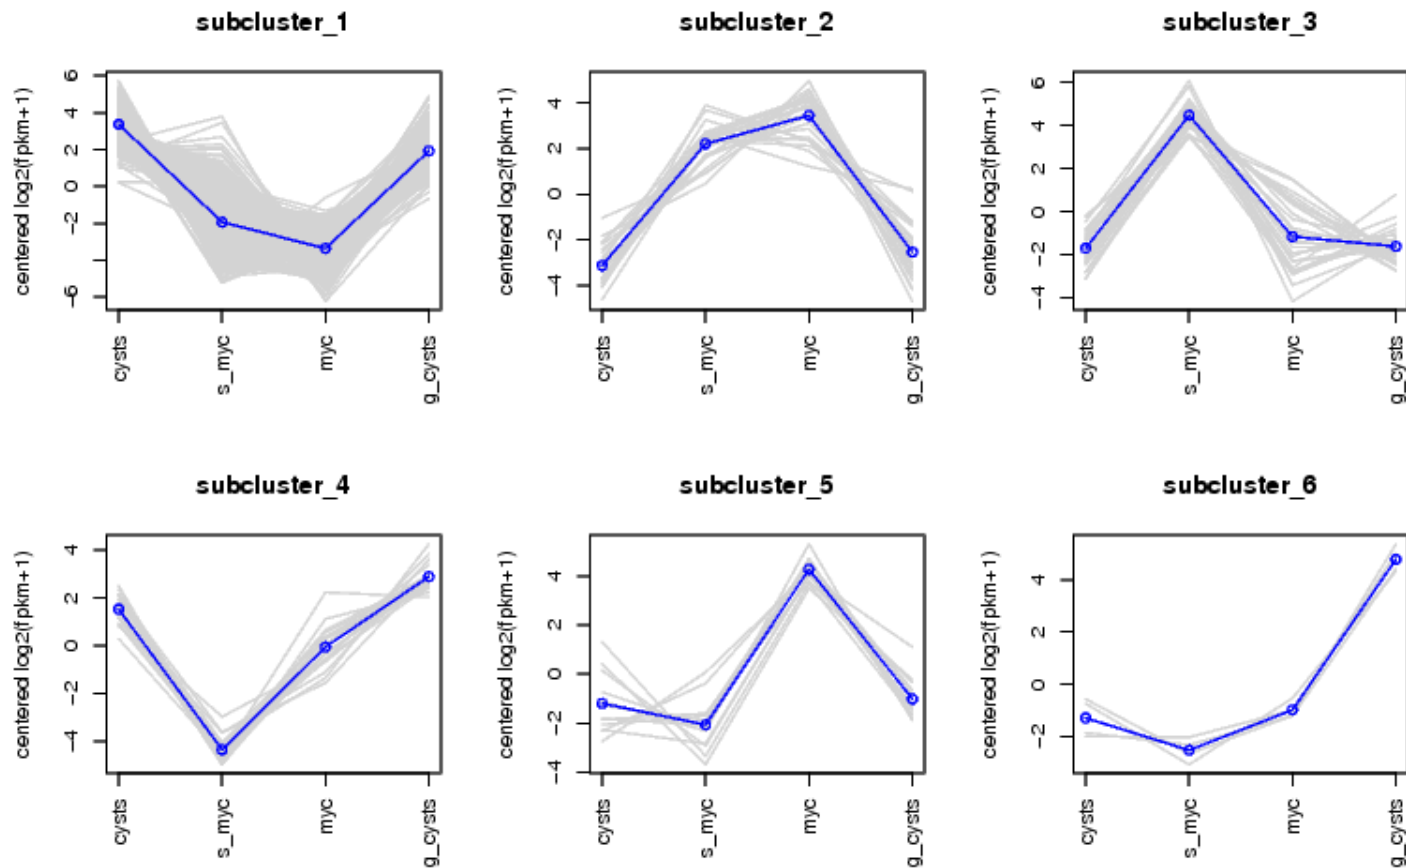 subcluster_1
centered log2(fpkm+1)
6
4
2
0
-2
-6
cysts
s_myc
myc
g_cysts
subcluster_2
centered log2(fpkm+1)
4
2
0
-2
-4
cysts
s_myc
myc
g_cysts
subcluster_3
centered log2(fpkm+1)
6
4
2
0
-2
-4
cysts
s_myc
myc
g_cysts
subcluster_4
centered log2(fpkm+1)
4
2
0
-2
-4
cysts
s_myc
myc
g_cysts
subcluster_5
centered log2(fpkm+1)
4
2
0
-2
-4
cysts
s_myc
myc
g_cysts
subcluster_6
centered log2(fpkm+1)
4
2
0
-2
cysts
s_myc
myc
g_cysts